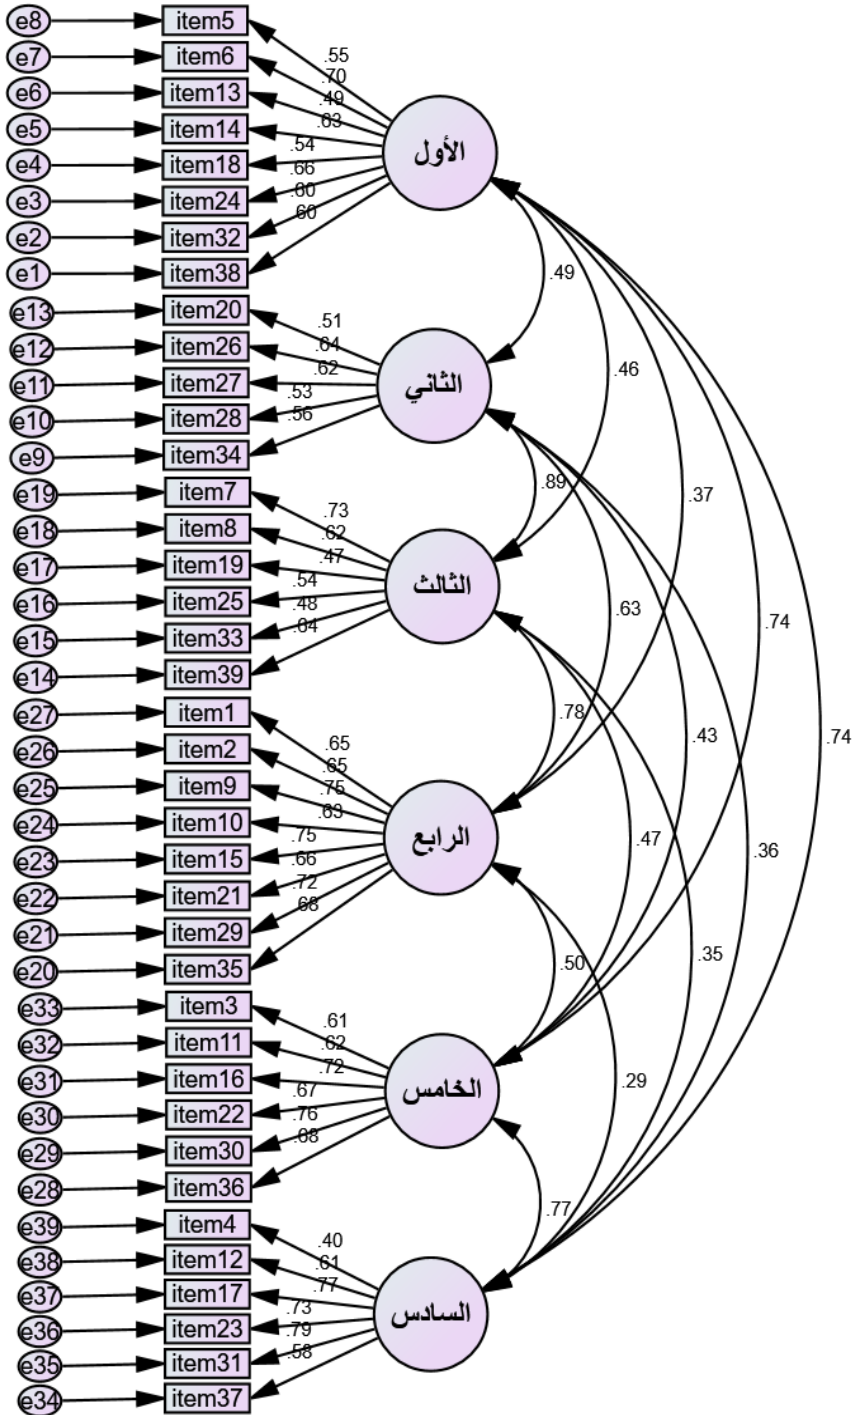 e8 item5
e7 item6
e6 item13
e5 item14
e4 item18
e3 item24
e2 item32
e1 item38
.55
.70
.49
.63
.54
.66
.60
.60
الأول
e13 item20
e12 item26
e11 item27
e10 item28
e9 item34
.51
.64
.62
.53
.56
الثاني
e19 item7
e18 item8
e17 item19
e16 item25
e15 item33
e14 item39
.73
.62
.47
.54
.48
.64
الثالث
e27 item1
e26 item2
e25 item9
e24 item10
e23 item15
e22 item21
e21 item29
e20 item35
.65
.65
.75
.63
.75
.66
.72
.68
الرابع
e33 item3
e32 item11
e31 item16
e30 item22
e29 item30
e28 item36
.61
.62
.72
.67
.76
.68
الخامس
e39 item4
e38 item12
e37 item17
e36 item23
e35 item31
e34 item37
.40
.61
.77
.73
.79
.58
السادس
.49
.46
.89
.37
.63
.74
.78
.43
.74
.47
.36
.50
.35
.29
.77